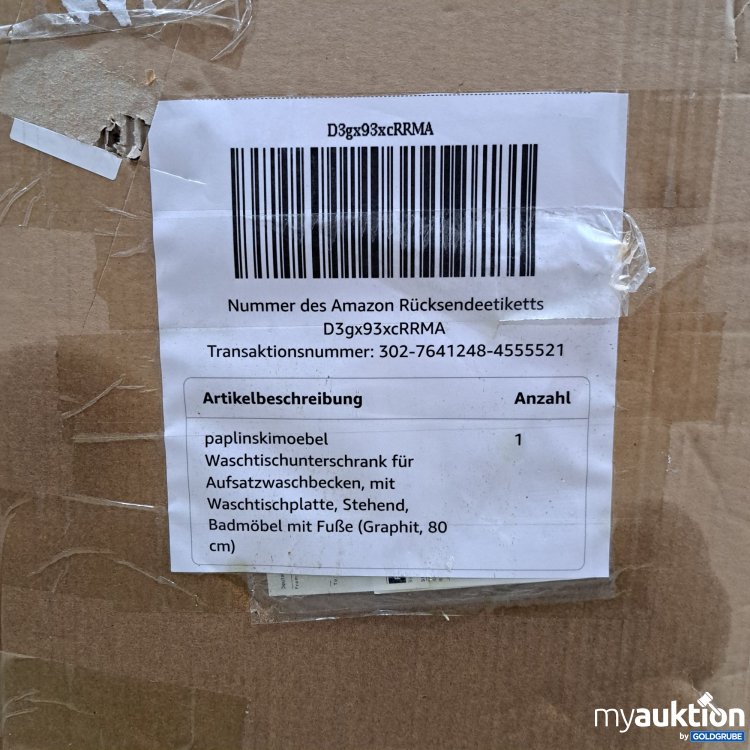 D3gx93xcRRMA
Nummer des Amazon Rücksendeetiketts
D3gx93xcRRMA
Transaktionsnummer: 302-7641248-4555521
Artikelbeschreibung Anzahl
paplinskimoebel 1
Waschtischunterschrank für
Aufsatzwaschbecken, mit
Waschtischplatte, Stehend,
Badmöbel mit Fuße (Graphit, 80
cm)
myauktion
by GOLDGRUBE